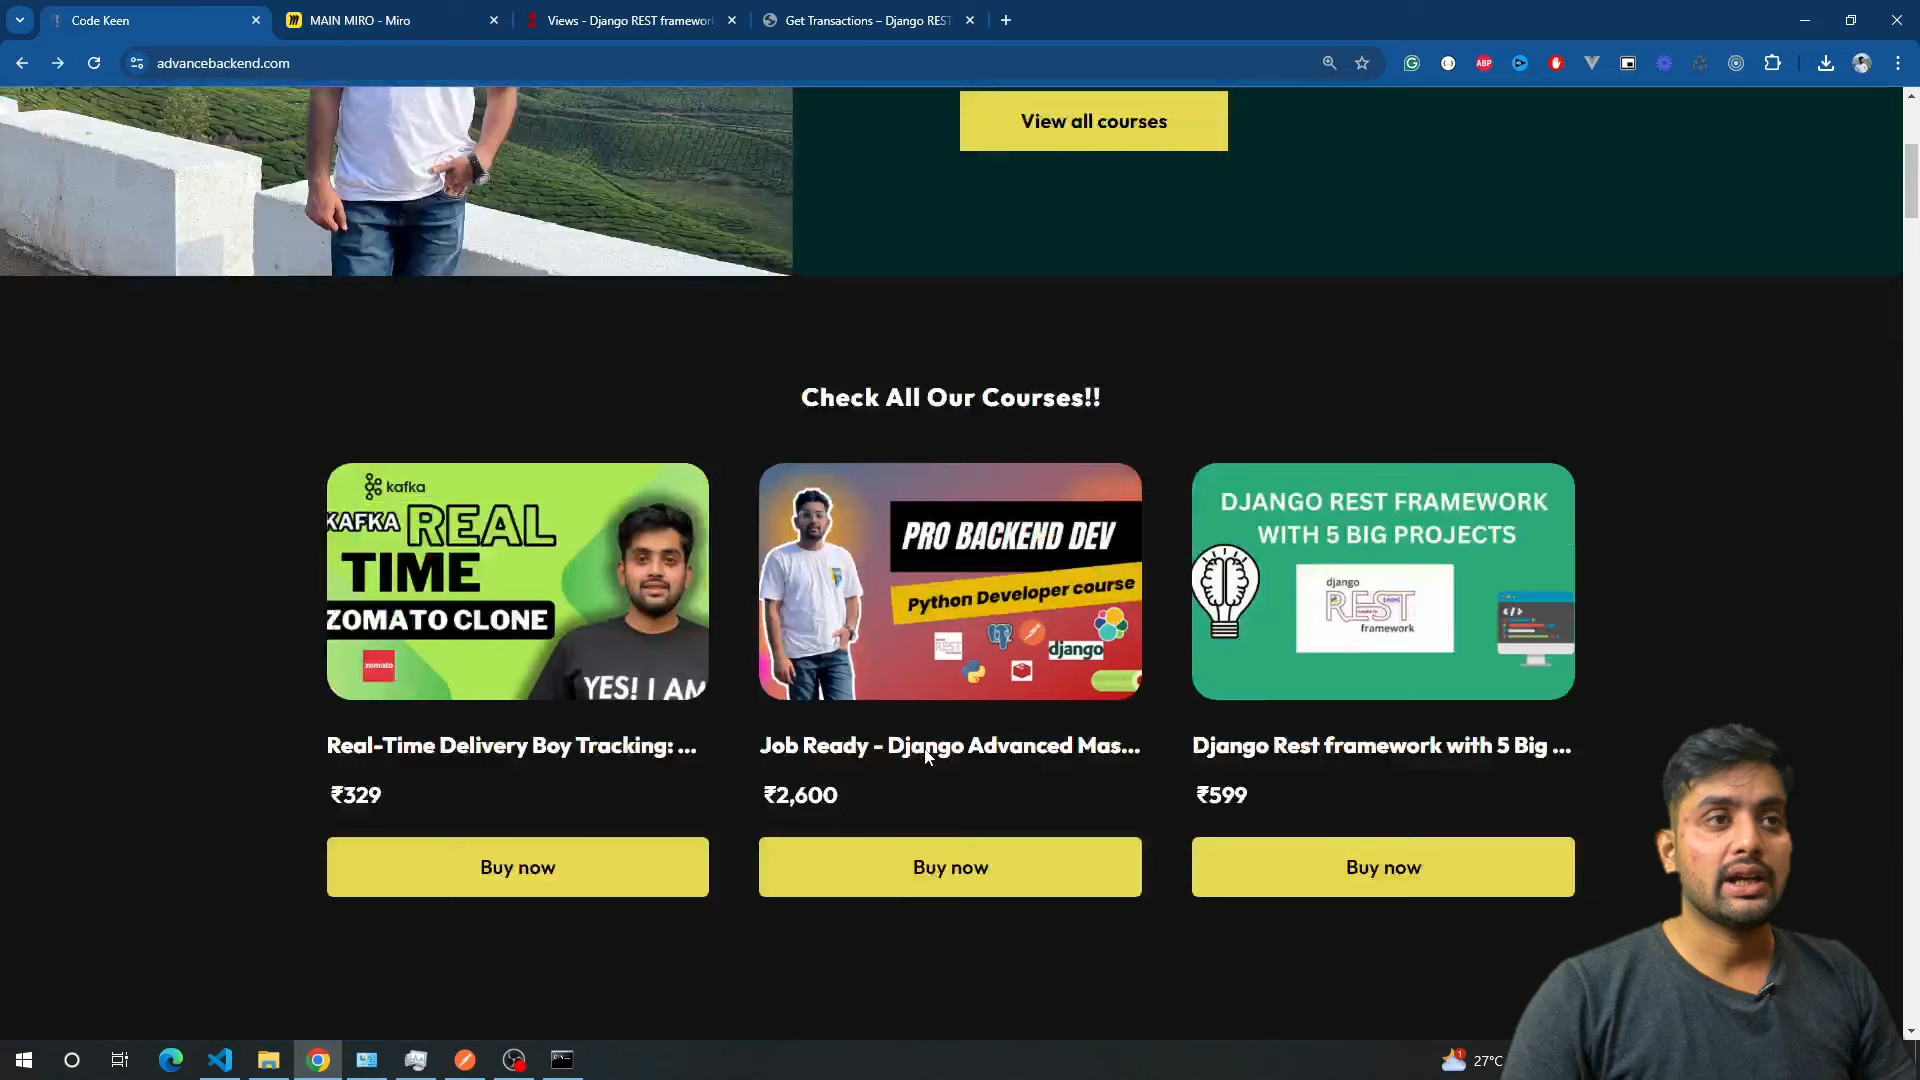 Code Keen
MAIN MIRO - Miro
Views - Django REST framewor
Get Transactions – Django REST
advancebackend.com
ABP
View all courses
Check All Our Courses!!
kafka
KAFKA REAL
TIME
ZOMATO CLONE
zomato
YES! I AM
PRO BACKEND DEV
Python Developer course
REST
django
DJANGO REST FRAMEWORK
WITH 5 BIG PROJECTS
django
REST
framework
Real-Time Delivery Boy Tracking: ...
Job Ready - Django Advanced Mas...
Django Rest framework with 5 Big ...
₹329
₹2,600
₹599
Buy now
Buy now
Buy now
1
27°C